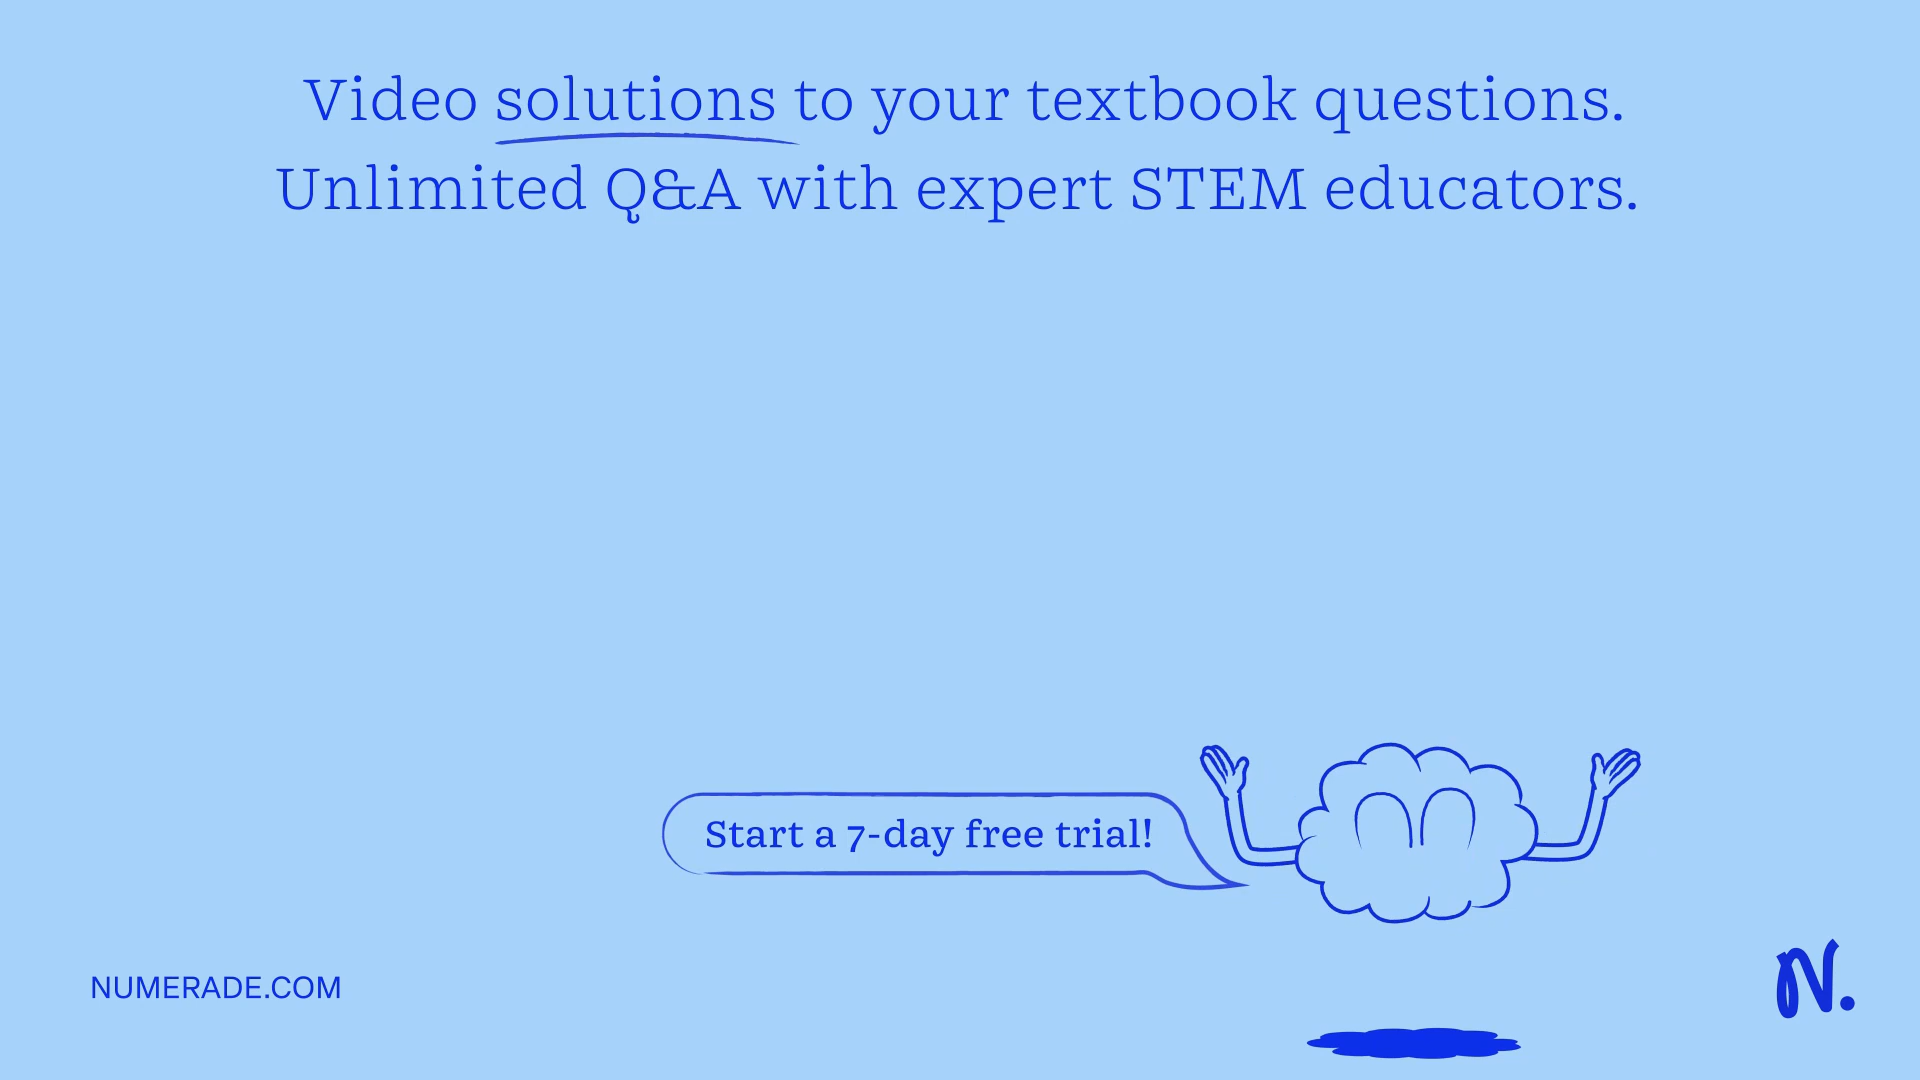 Video solutions to your textbook questions.
Unlimited Q&A with expert STEM educators.
Start a 7-day free trial!
NUMERADE.COM
N.